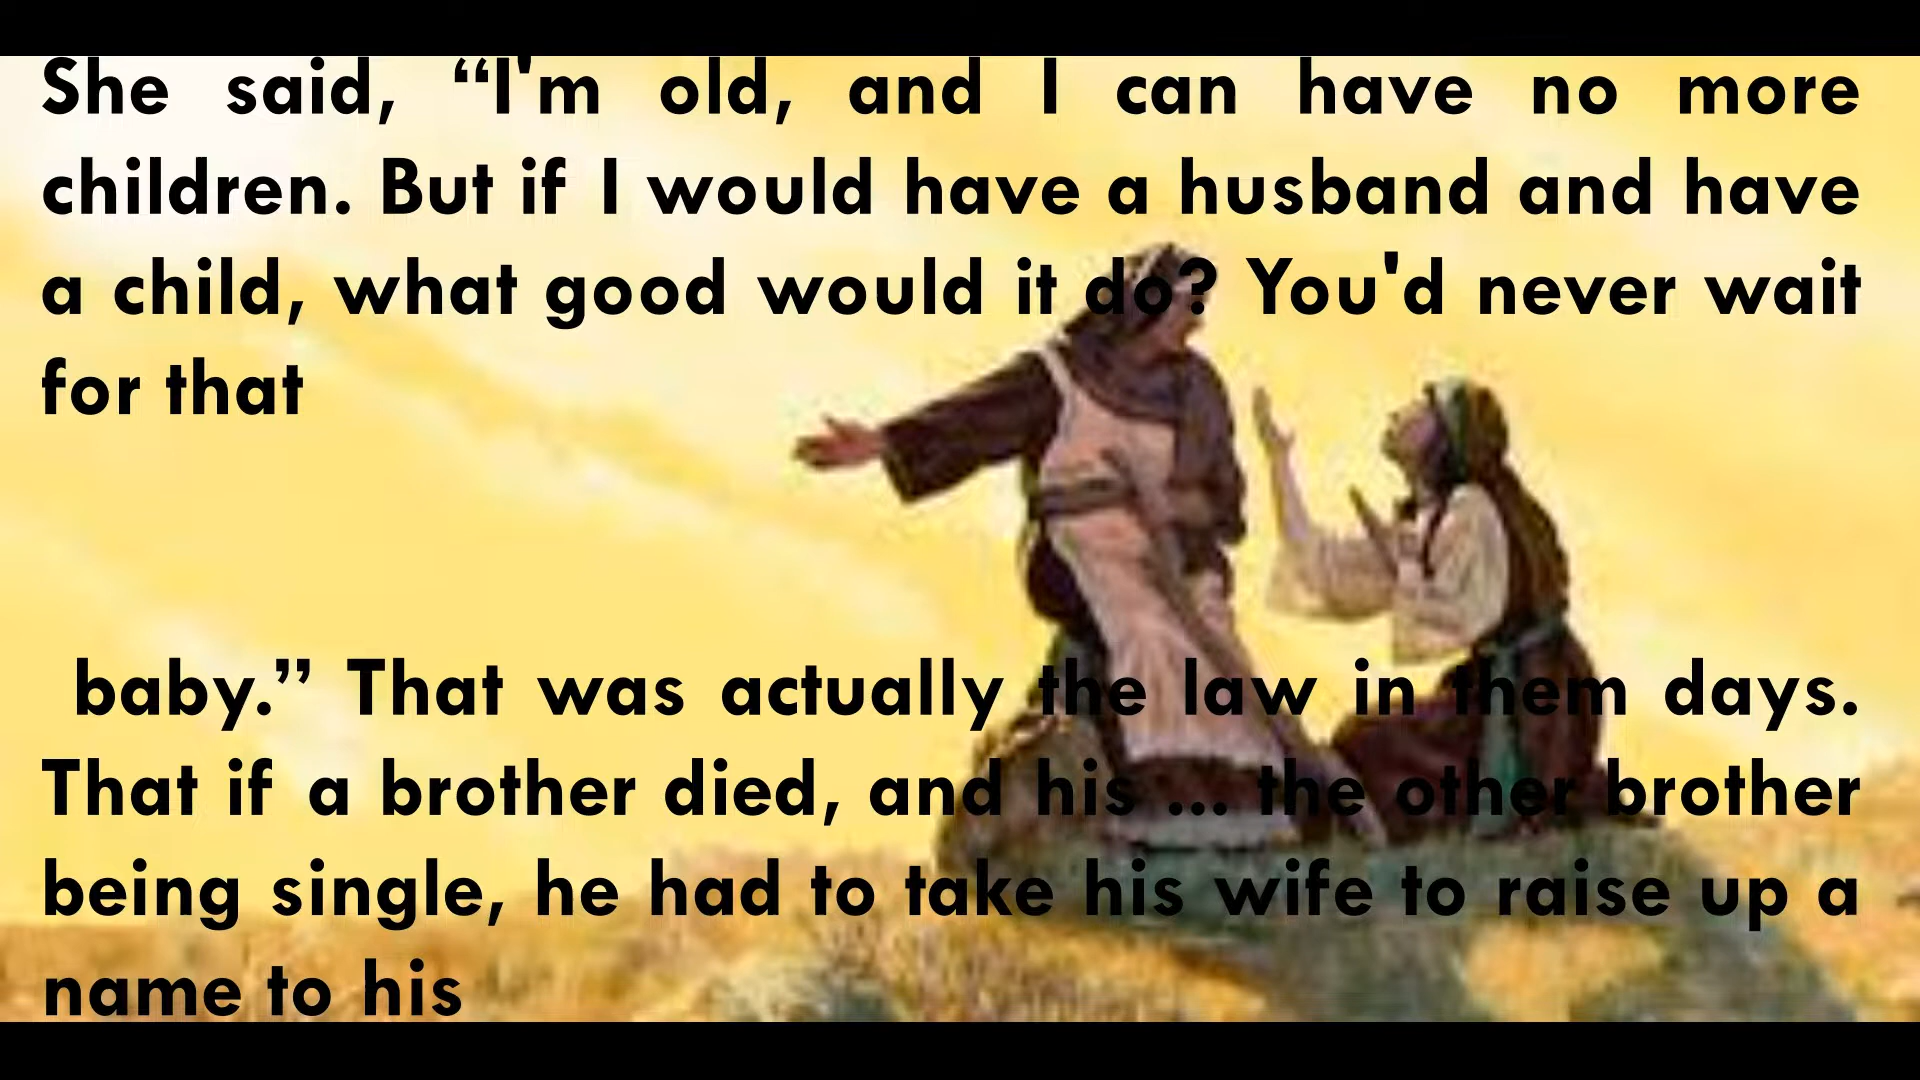 She said, “I'm old, and I can have no more
children. But if I would have a husband and have
a child, what good would it do? You'd never wait
for that
baby.” That was actually the law in them days.
That if a brother died, and his ... the other brother
being single, he had to take his wife to raise up a
name to his